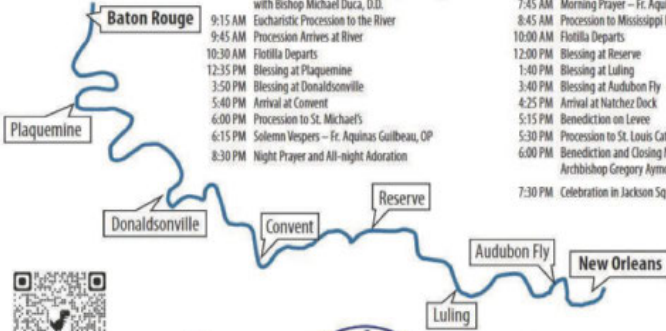 with Bishop Michael Duca, D.D.
9:15 AM Eucharistic Procession to the River
9:45 AM Procession Arrives at River
10:30 AM Flotilla Departs
12:35 PM Blessing at Plaquemine
3:50 PM Blessing at Donaldsonville
5:40 PM Arrival at Convent
6:00 PM Procession to St. Michael's
6:15 PM Solemn Vespers – Fr. Aquinas Guilbeau, OP
8:30 PM Night Prayer and All-night Adoration
7:45 AM Morning Prayer – Fr. Aqui
8:45 AM Procession to Mississippi
10:00 AM Flotilla Departs
12:00 PM Blessing at Reserve
1:40 PM Blessing at Luling
3:40 PM Blessing at Audubon Fly
4:25 PM Arrival at Natchez Dock
5:15 PM Benediction on Levee
5:30 PM Procession to St. Louis Cat
6:00 PM Benediction and Closing
Archbishop Gregory Aym
7:30 PM Celebration in Jackson Sq
Baton Rouge
Plaquemine
Donaldsonville
Convent
Reserve
Luling
Audubon Fly
New Orleans